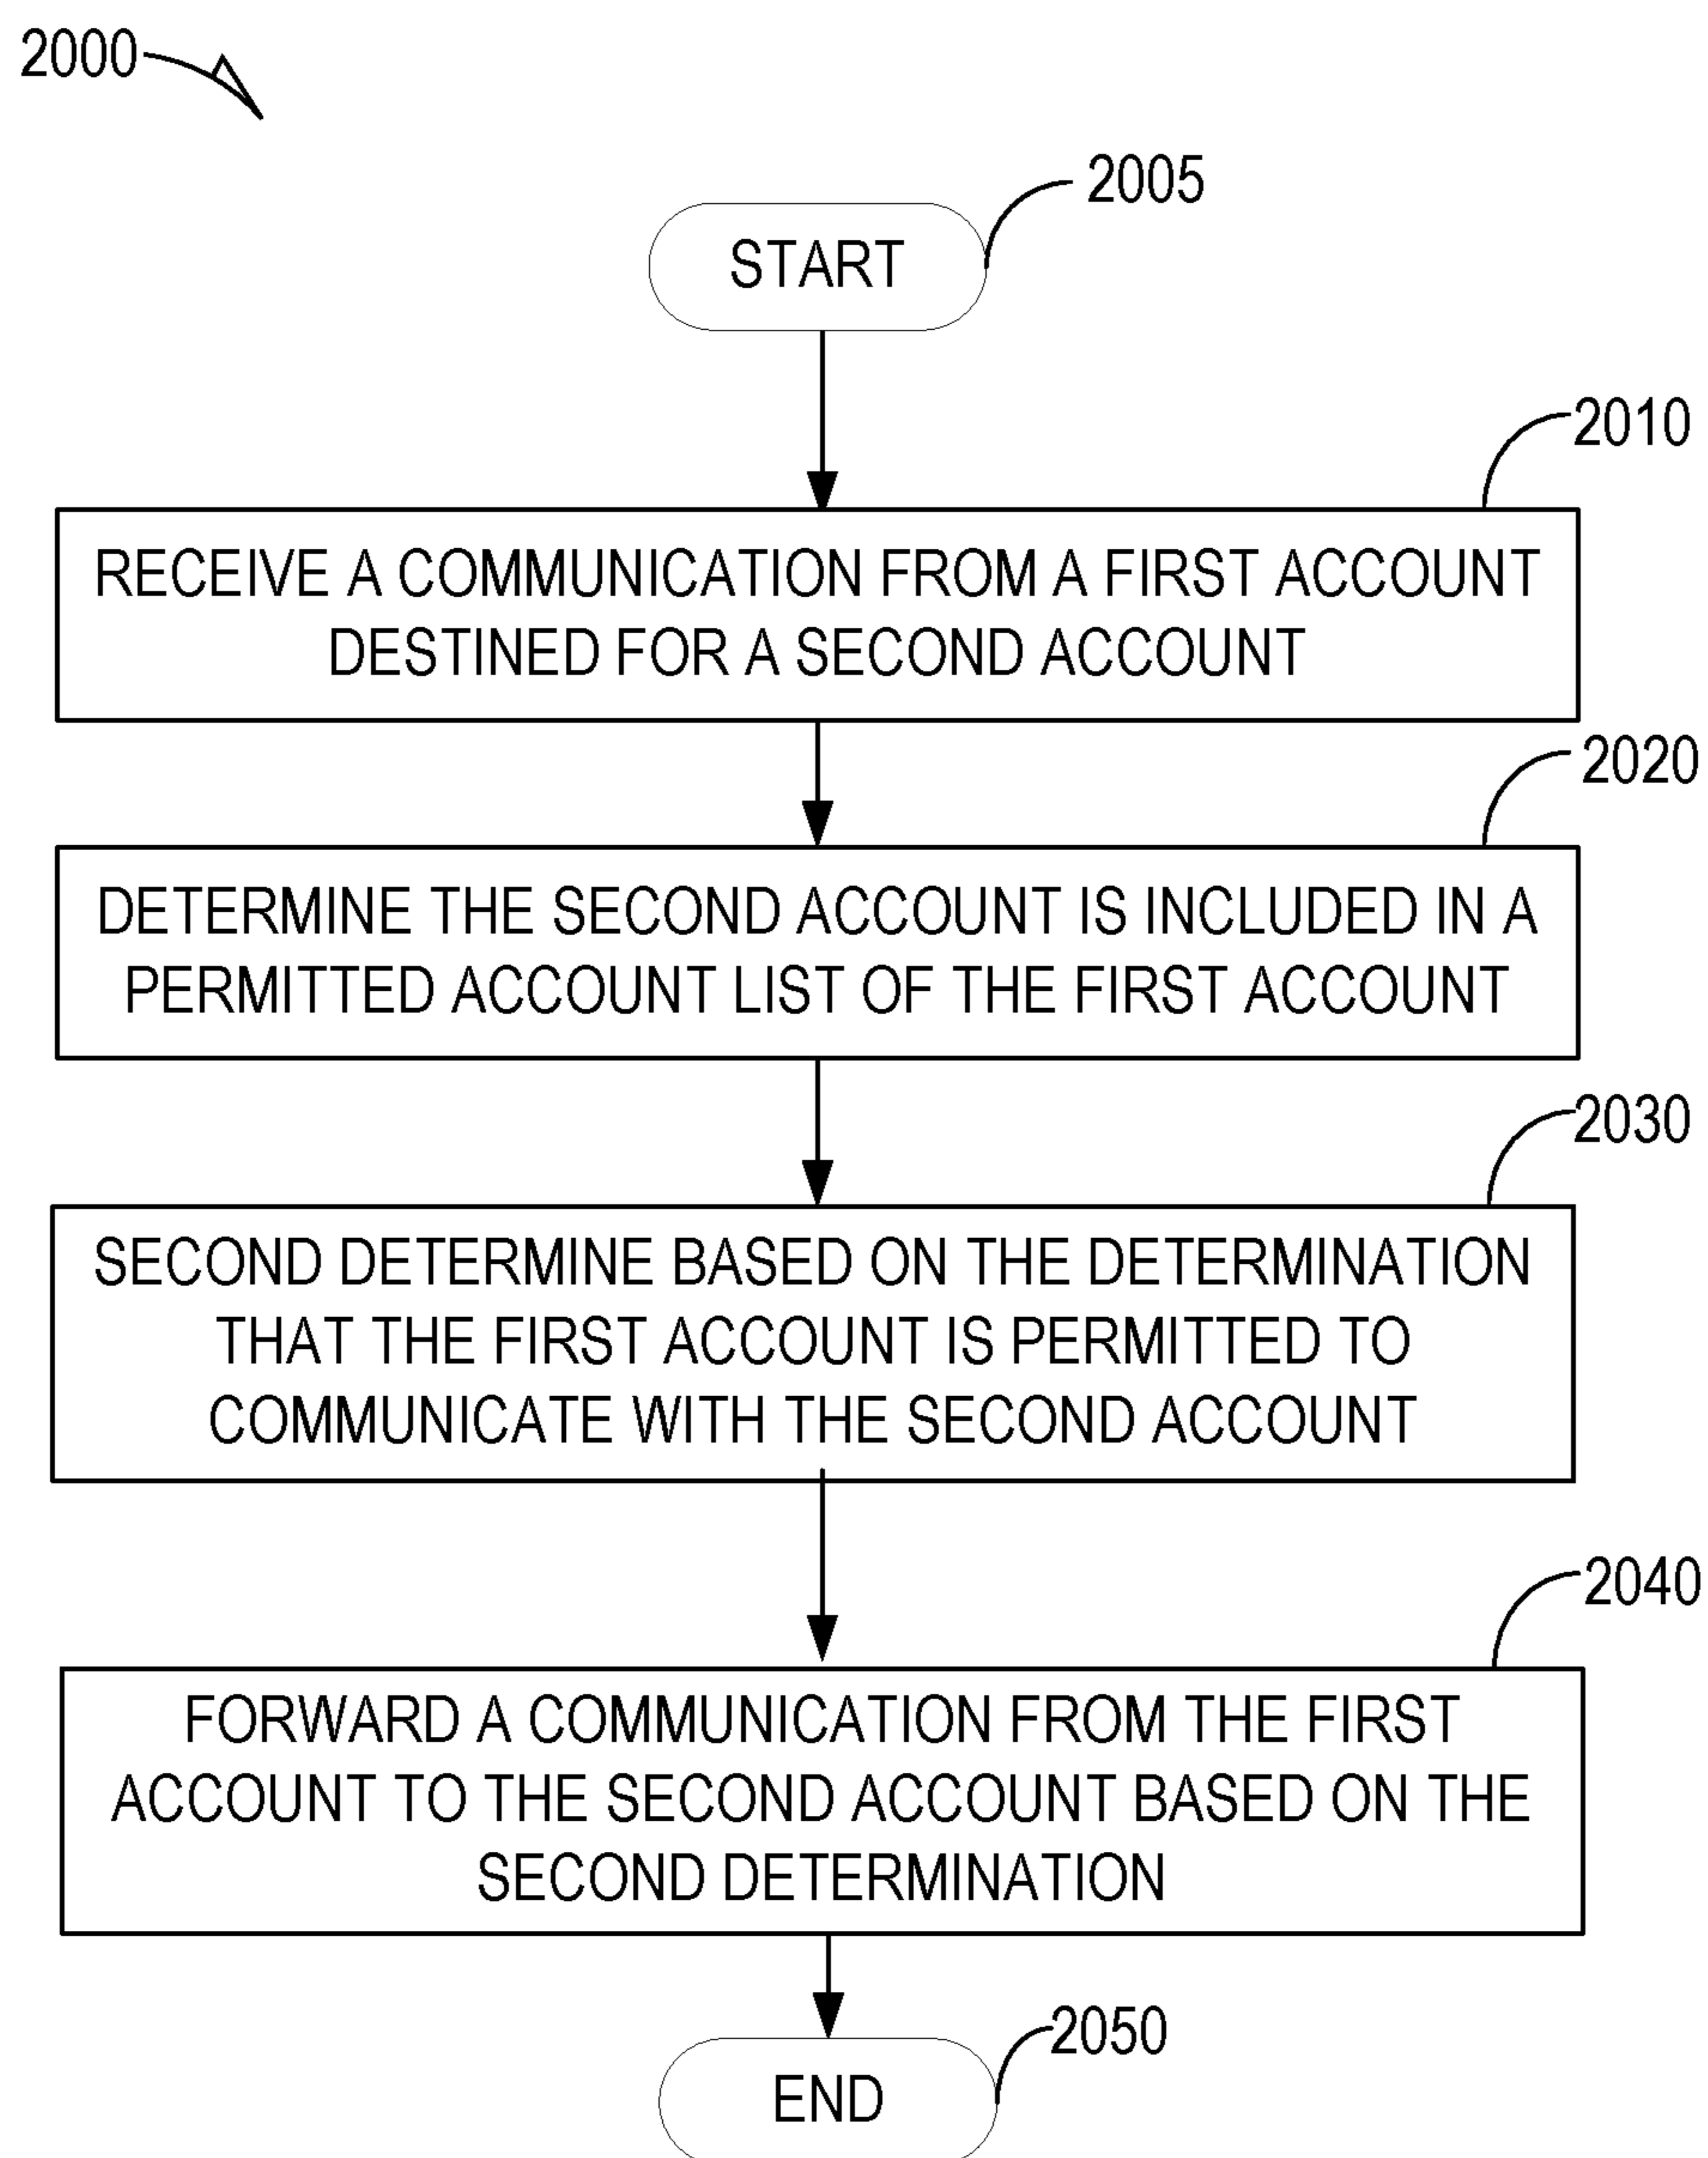 2000
2005
START
2010
RECEIVE A COMMUNICATION FROM A FIRST ACCOUNT
DESTINED FOR A SECOND ACCOUNT
2020
DETERMINE THE SECOND ACCOUNT IS INCLUDED IN A
PERMITTED ACCOUNT LIST OF THE FIRST ACCOUNT
2030
SECOND DETERMINE BASED ON THE DETERMINATION
THAT THE FIRST ACCOUNT IS PERMITTED TO
COMMUNICATE WITH THE SECOND ACCOUNT
2040
FORWARD A COMMUNICATION FROM THE FIRST
ACCOUNT TO THE SECOND ACCOUNT BASED ON THE
SECOND DETERMINATION
2050
END